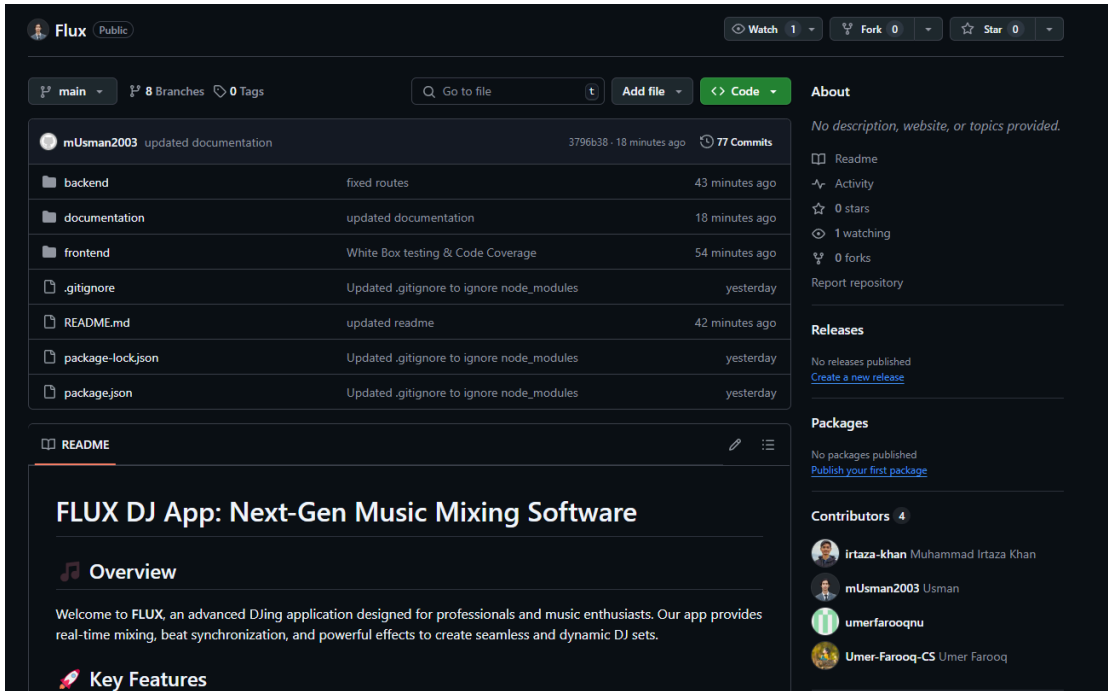 Flux Public Watch 1 Fork 0 Star 0
main 8 Branches 0 Tags Go to file t Add file Code
mUsman2003 updated documentation 3796b38 · 18 minutes ago 77 Commits
backend fixed routes 43 minutes ago
documentation updated documentation 18 minutes ago
frontend White Box testing & Code Coverage 54 minutes ago
.gitignore Updated .gitignore to ignore node_modules yesterday
README.md updated readme 42 minutes ago
package-lock.json Updated .gitignore to ignore node_modules yesterday
package.json Updated .gitignore to ignore node_modules yesterday
README
FLUX DJ App: Next-Gen Music Mixing Software
Overview
Welcome to FLUX, an advanced DJing application designed for professionals and music enthusiasts. Our app provides
real-time mixing, beat synchronization, and powerful effects to create seamless and dynamic DJ sets.
Key Features
About
No description, website, or topics provided.
Readme
Activity
0 stars
1 watching
0 forks
Report repository
Releases
No releases published
Create a new release
Packages
No packages published
Publish your first package
Contributors 4
irtaza-khan Muhammad Irtaza Khan
mUsman2003 Usman
umerfarooqnu
Umer-Farooq-CS Umer Farooq